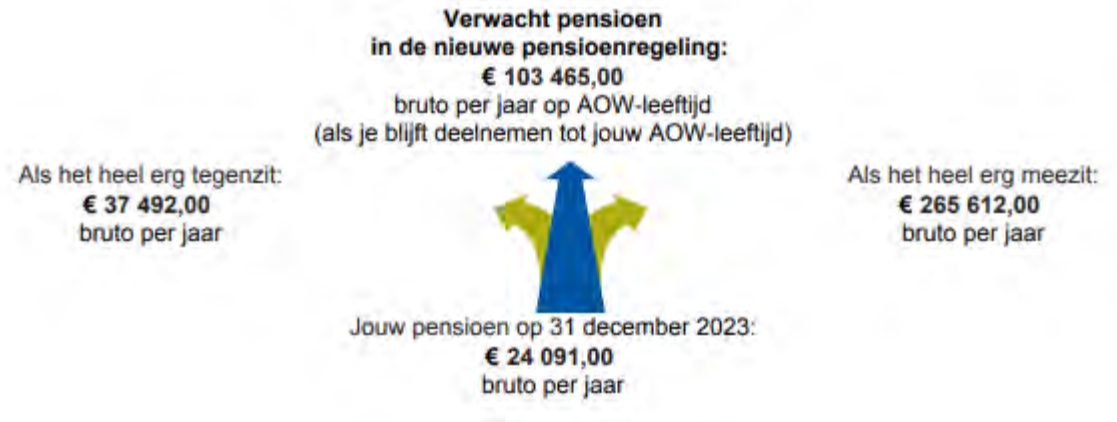 Verwacht pensioen
in de nieuwe pensioenregeling:
€ 103 465,00
bruto per jaar op AOW-leeftijd
(als je blijft deelnemen tot jouw AOW-leeftijd)
Als het heel erg tegenzit:
€ 37 492,00
bruto per jaar
Als het heel erg meezit:
€ 265 612,00
bruto per jaar
Jouw pensioen op 31 december 2023:
€ 24 091,00
bruto per jaar